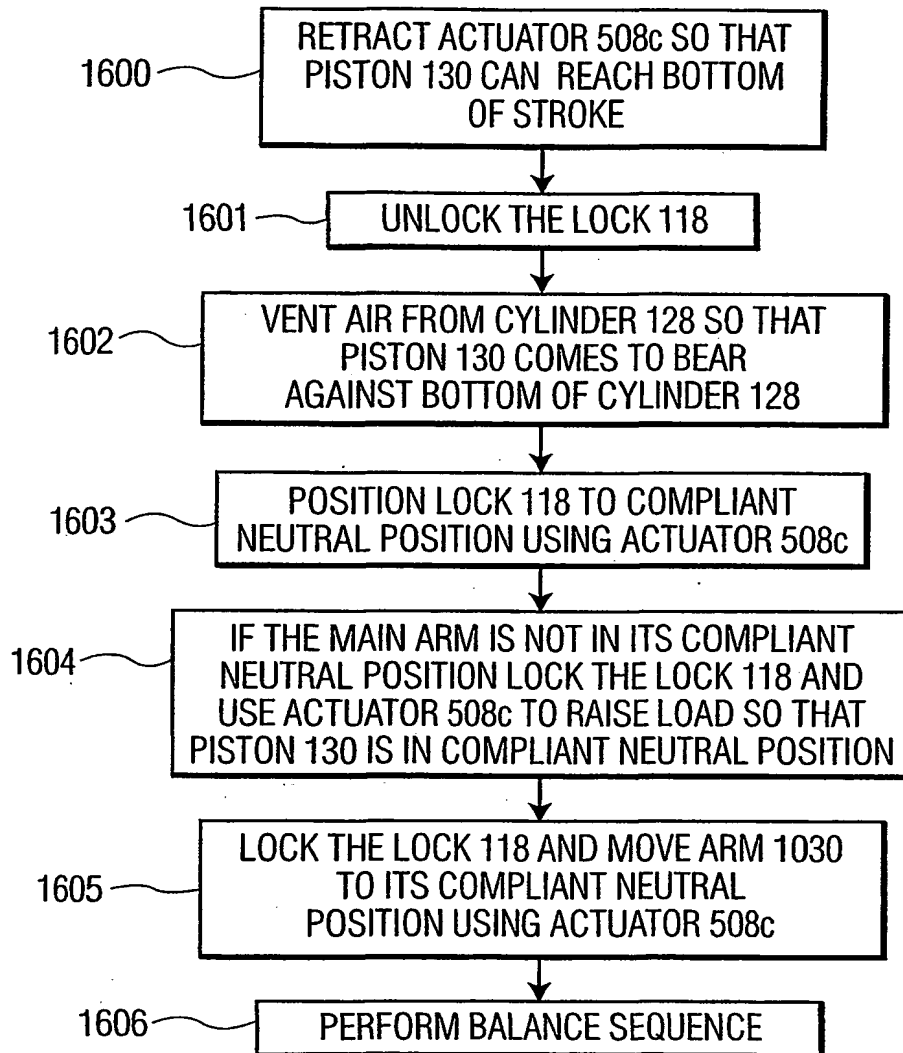 1600
RETRACT ACTUATOR 508c SO THAT
PISTON 130 CAN REACH BOTTOM
OF STROKE
1601
UNLOCK THE LOCK 118
1602
VENT AIR FROM CYLINDER 128 SO THAT
PISTON 130 COMES TO BEAR
AGAINST BOTTOM OF CYLINDER 128
1603
POSITION LOCK 118 TO COMPLIANT
NEUTRAL POSITION USING ACTUATOR 508c
1604
IF THE MAIN ARM IS NOT IN ITS COMPLIANT
NEUTRAL POSITION LOCK THE LOCK 118 AND
USE ACTUATOR 508c TO RAISE LOAD SO THAT
PISTON 130 IS IN COMPLIANT NEUTRAL POSITION
1605
LOCK THE LOCK 118 AND MOVE ARM 1030
TO ITS COMPLIANT NEUTRAL
POSITION USING ACTUATOR 508c
1606
PERFORM BALANCE SEQUENCE